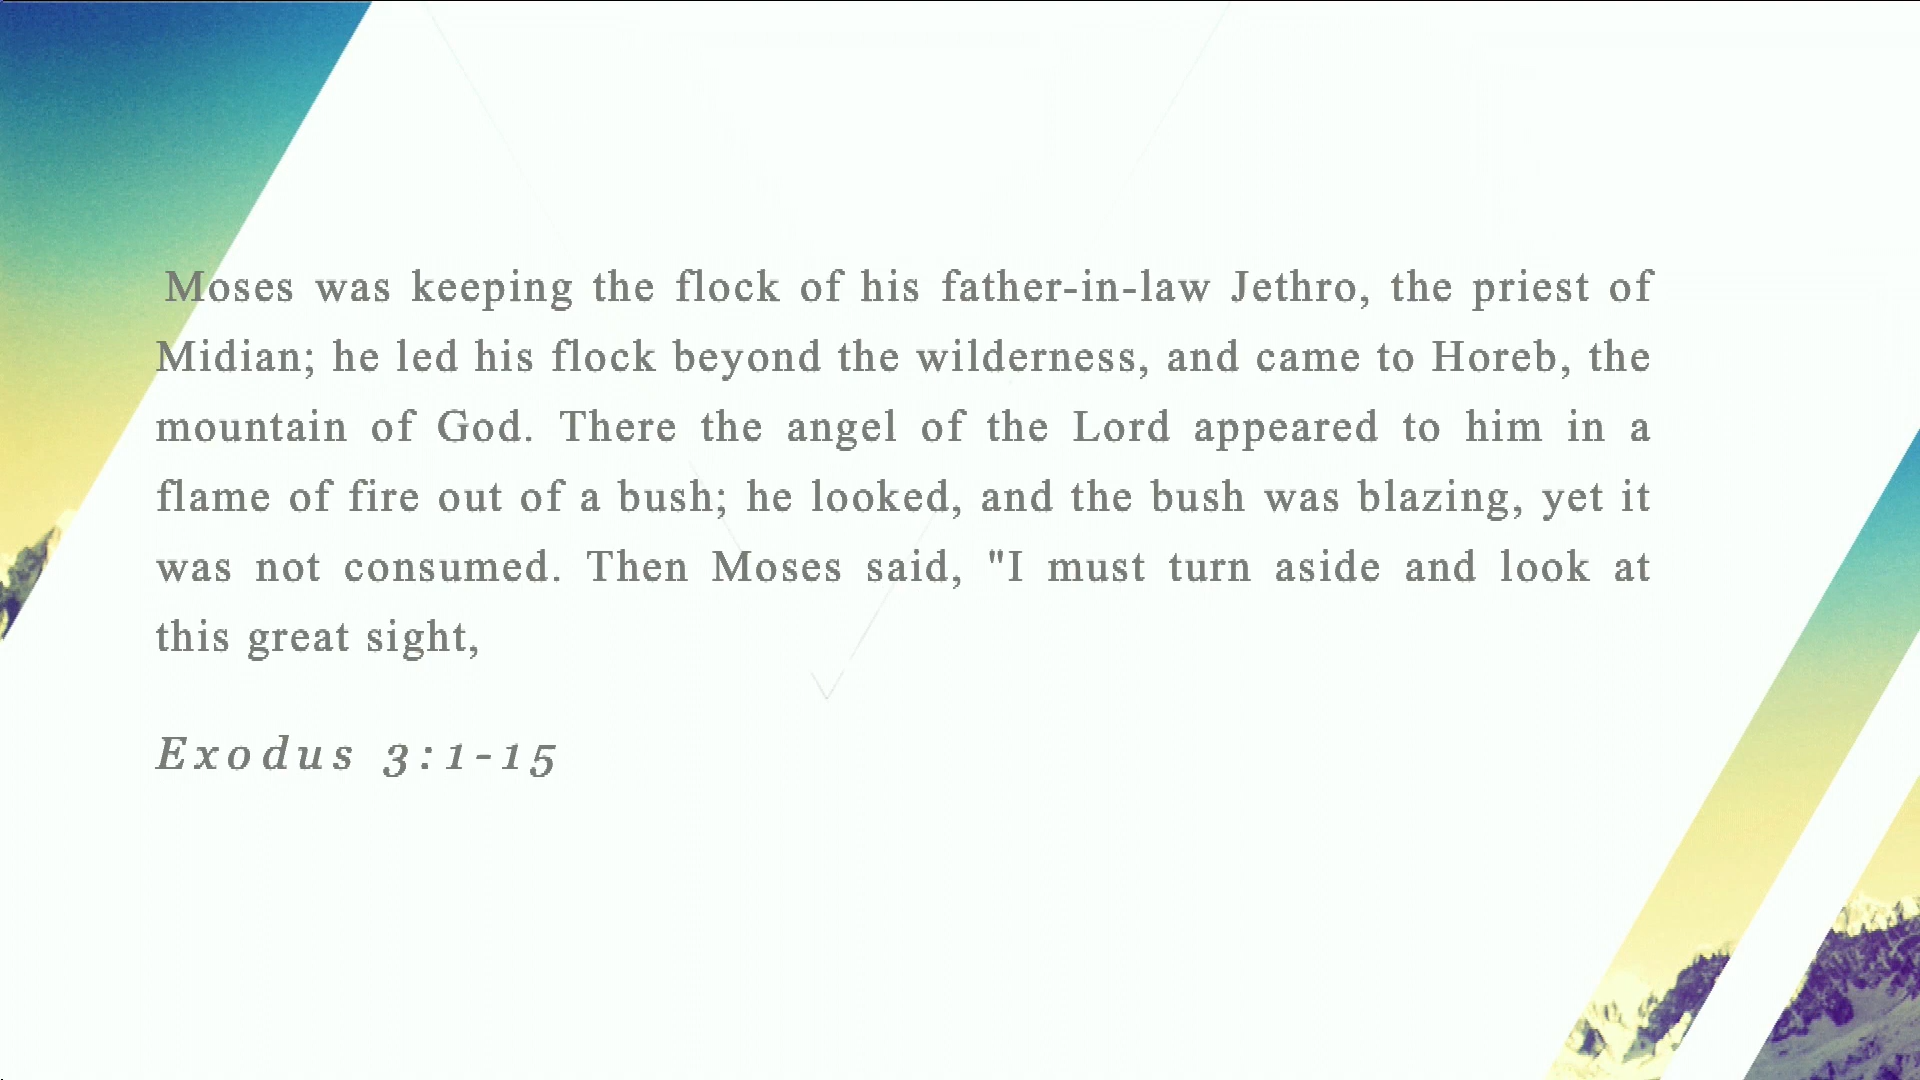 Moses was keeping the flock of his father-in-law Jethro, the priest of
Midian; he led his flock beyond the wilderness, and came to Horeb, the
mountain of God. There the angel of the Lord appeared to him in a
flame of fire out of a bush; he looked, and the bush was blazing, yet it
was not consumed. Then Moses said, "I must turn aside and look at
this great sight,
Exodus 3:1-15